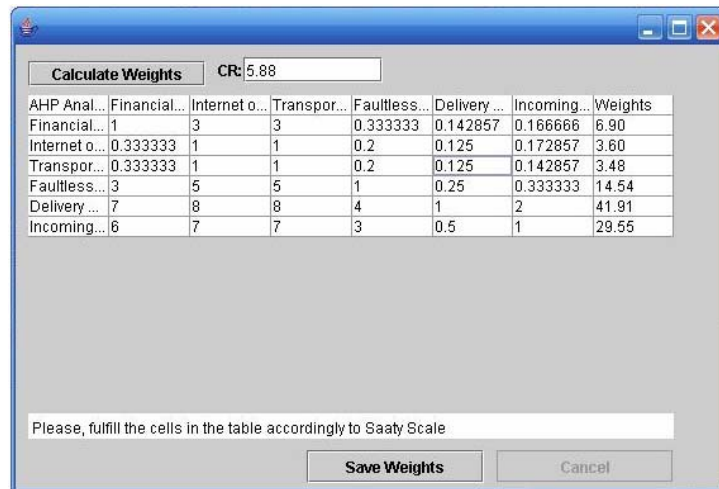 Calculate Weights CR: 5.88
AHP Anal... Financial... Internet o... Transpor... Faultless... Delivery ... Incoming... Weights
Financial... 1 3 3 0.333333 0.142857 0.166666 6.90
Internet o... 0.333333 1 1 0.2 0.125 0.172857 3.60
Transpor... 0.333333 1 1 0.2 0.125 0.142857 3.48
Faultless... 3 5 5 1 0.25 0.333333 14.54
Delivery ... 7 8 8 4 1 2 41.91
Incoming... 6 7 7 3 0.5 1 29.55
Please, fulfill the cells in the table accordingly to Saaty Scale
Save Weights Cancel